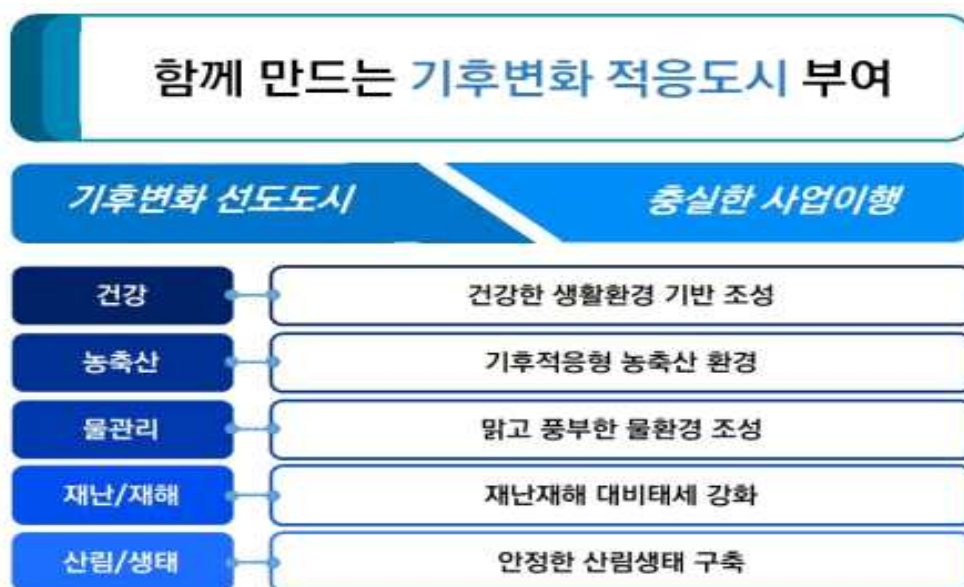 함께 만드는 기후변화 적응도시 부여
기후변화 선도도시 충실한 사업이행
건강 건강한 생활환경 기반 조성
농축산 기후적응형 농축산 환경
물관리 맑고 풍부한 물환경 조성
재난/재해 재난재해 대비태세 강화
산림/생태 안정한 산림생태 구축